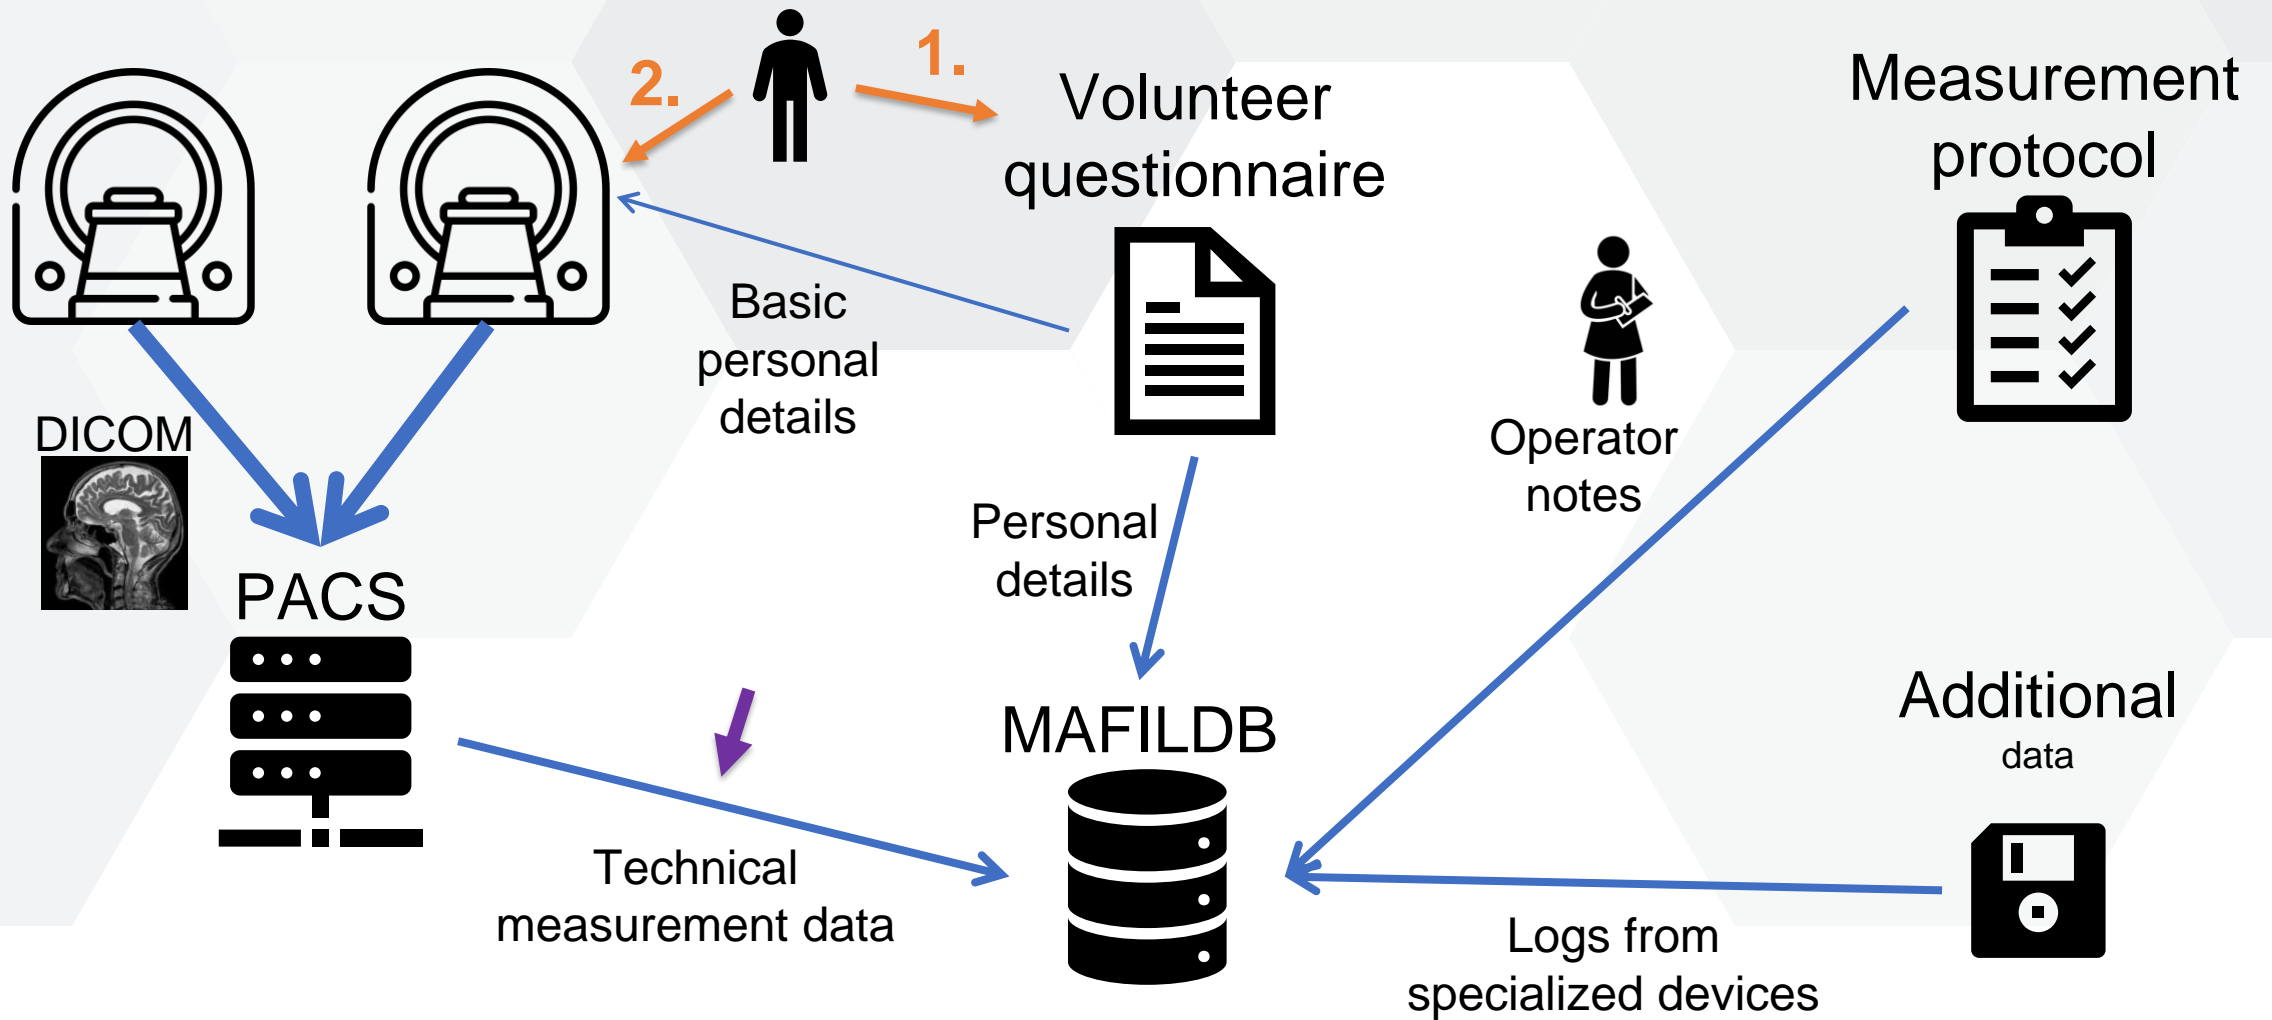 2.
1.
Volunteer
questionnaire
Measurement
protocol
Basic
personal
details
DICOM
Operator
notes
Personal
details
PACS
MAFILDB
Additional
data
Technical
measurement data
Logs from
specialized devices